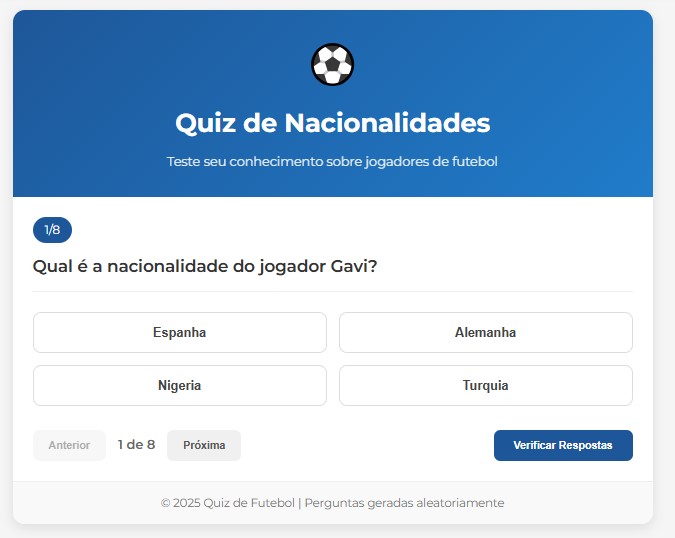 Quiz de Nacionalidades
Teste seu conhecimento sobre jogadores de futebol
1/8
Qual é a nacionalidade do jogador Gavi?
Espanha
Alemanha
Nigeria
Turquia
Anterior
1 de 8
Próxima
Verificar Respostas
© 2025 Quiz de Futebol | Perguntas geradas aleatoriamente